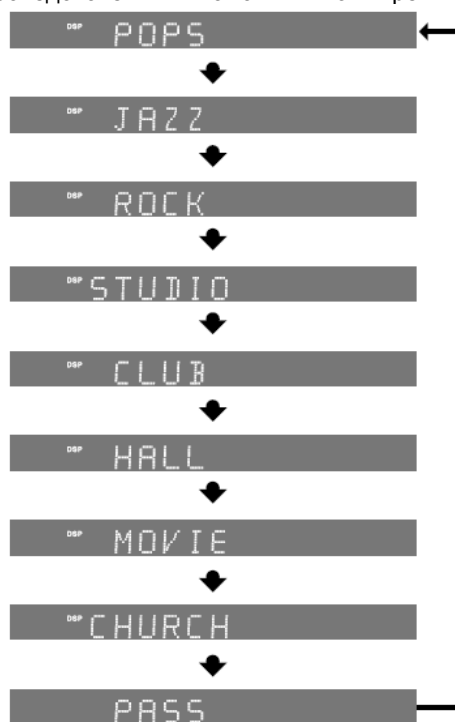 DSP POPS
DSP JAZZ
DSP ROCK
DSP STUDIO
DSP CLUB
DSP HALL
DSP MOVIE
DSP CHURCH
PASS